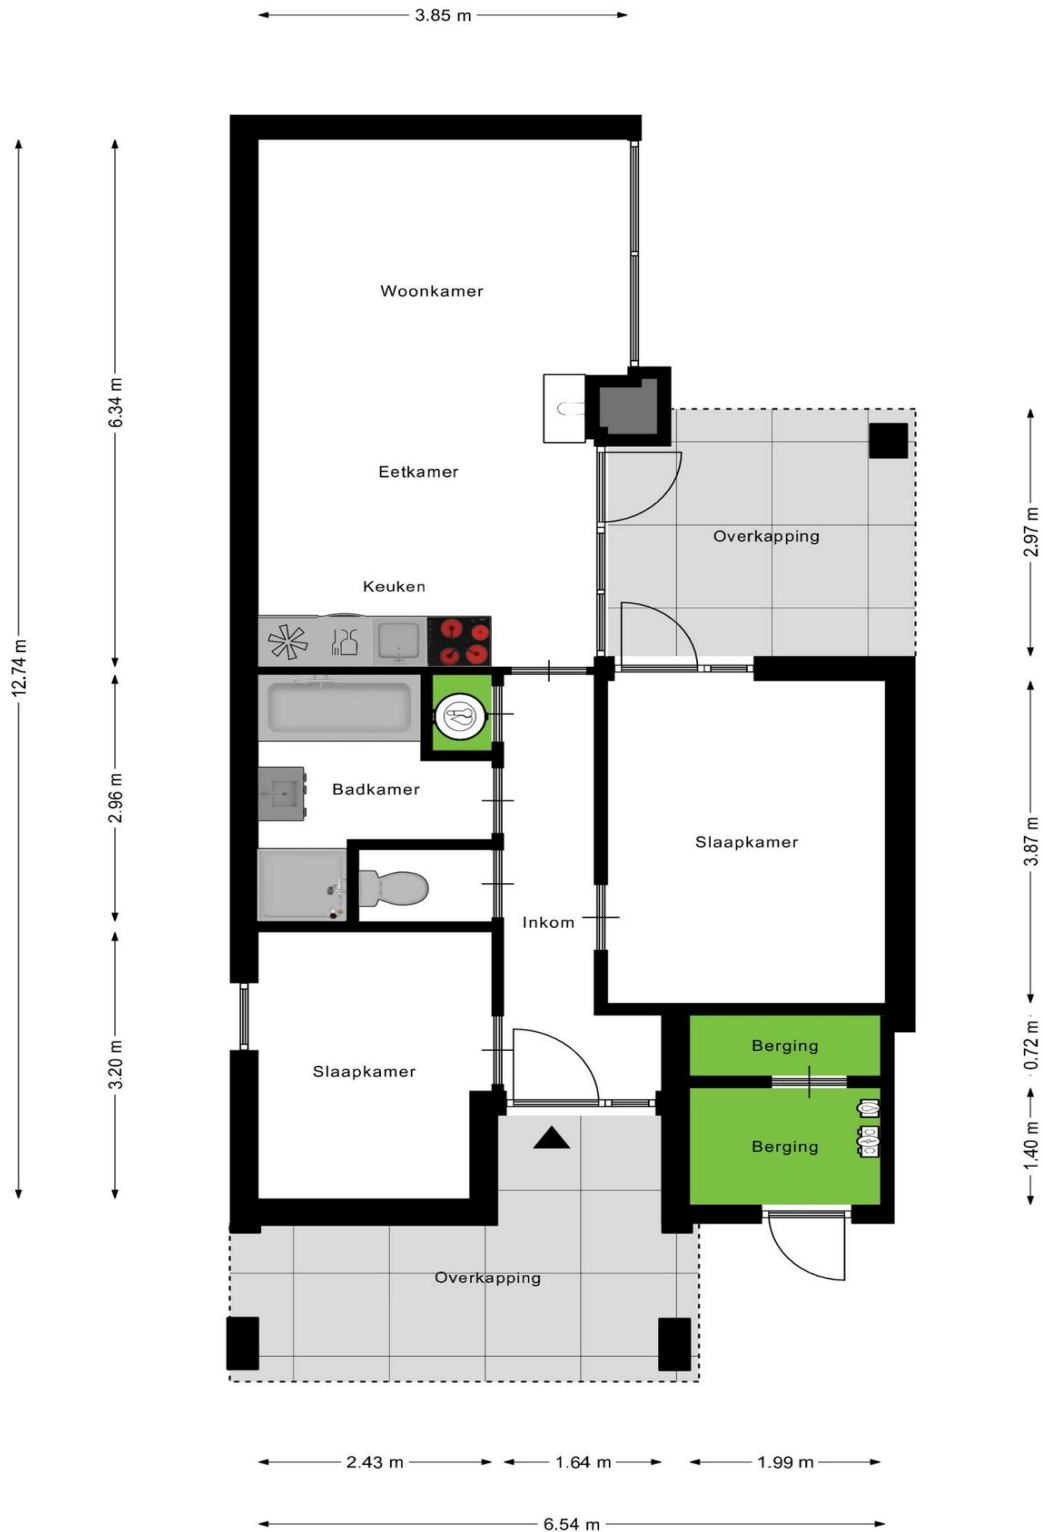 3.85 m
Woonkamer
6.34 m
Eetkamer
2.97 m
Overkapping
Keuken
12.74 m
2.96 m
Badkamer
3.87 m
Slaapkamer
Inkom
3.20 m
Slaapkamer
Berging
0.72 m
Berging
1.40 m
Overkapping
2.43 m
1.64 m
1.99 m
6.54 m